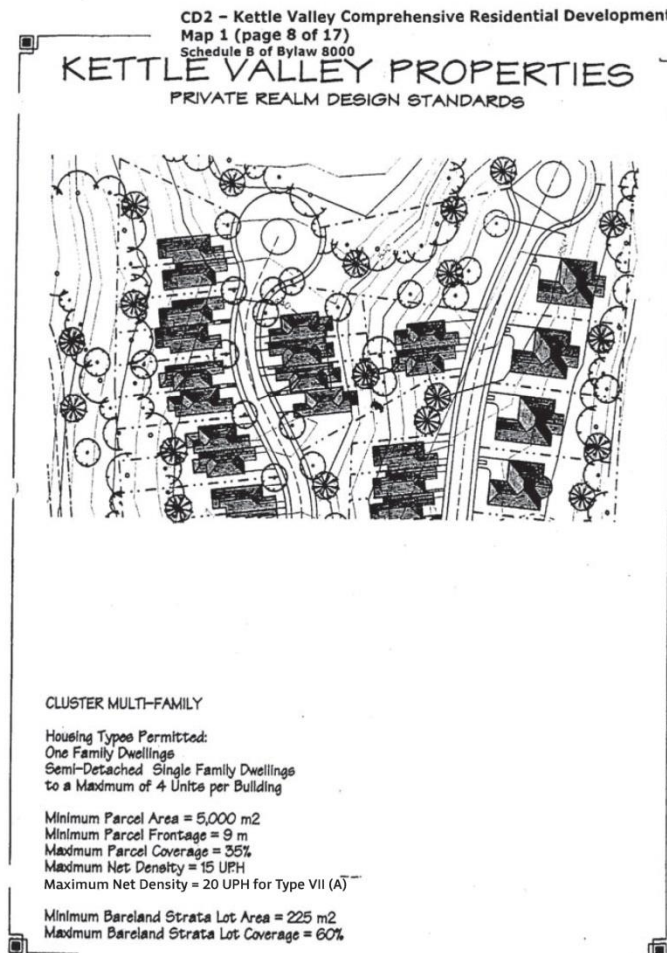 CD2 – Kettle Valley Comprehensive Residential Development
Map 1 (page 8 of 17)
Schedule B of Bylaw 8000
KETTLE VALLEY PROPERTIES
PRIVATE REALM DESIGN STANDARDS
CLUSTER MULTI-FAMILY
Housing Types Permitted:
One Family Dwellings
Semi-Detached Single Family Dwellings
to a Maximum of 4 Units per Building
Minimum Parcel Area = 5,000 m2
Minimum Parcel Frontage = 9 m
Maximum Parcel Coverage = 35%
Maximum Net Density = 15 UPH
Maximum Net Density = 20 UPH for Type VII (A)
Minimum Bareland Strata Lot Area = 225 m2
Maximum Bareland Strata Lot Coverage = 60%